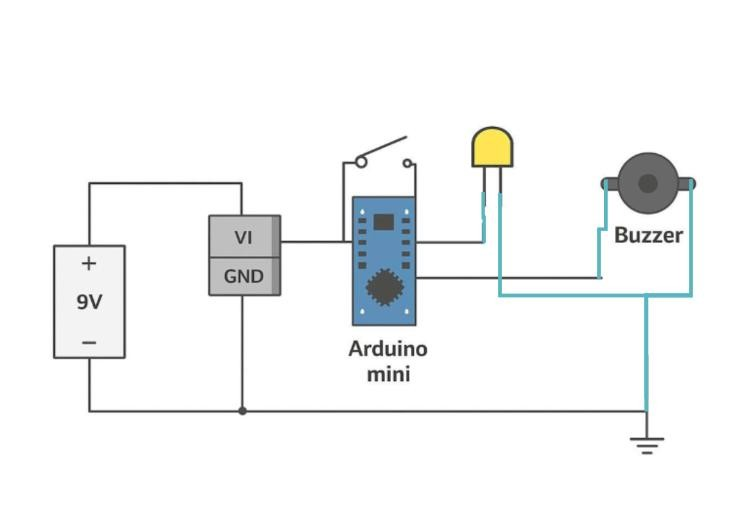 VI
GND
+
9V
−
Arduino
mini
Buzzer